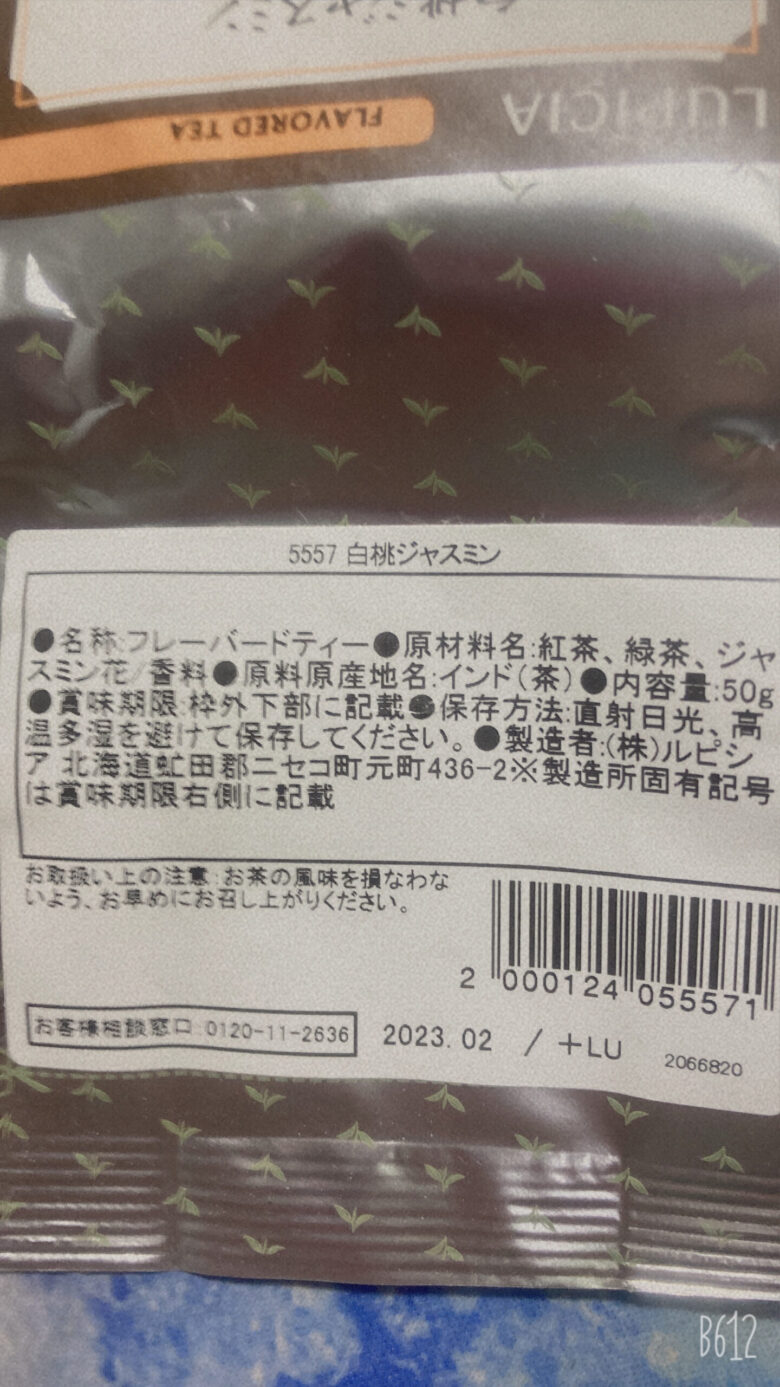 白桃ジャスミン
LUPICIA
FLAVORED TEA
5557 白桃ジャスミン
●名称:フレーバードティー●原材料名:紅茶、緑茶、ジャ
スミン花/香料●原料原産地名:インド(茶)●内容量:50g
●賞味期限:枠外下部に記載●保存方法:直射日光、高
温多湿を避けて保存してください。●製造者:(株)ルピシ
ア 北海道虻田郡ニセコ町元町436-2※製造所固有記号
は賞味期限右側に記載
お取扱い上の注意:お茶の風味を損なわな
いよう、お早めにお召し上がりください。
2 000124 055571
お客様相談窓口:0120-11-2636
2023.02 / +LU
2066820
B612